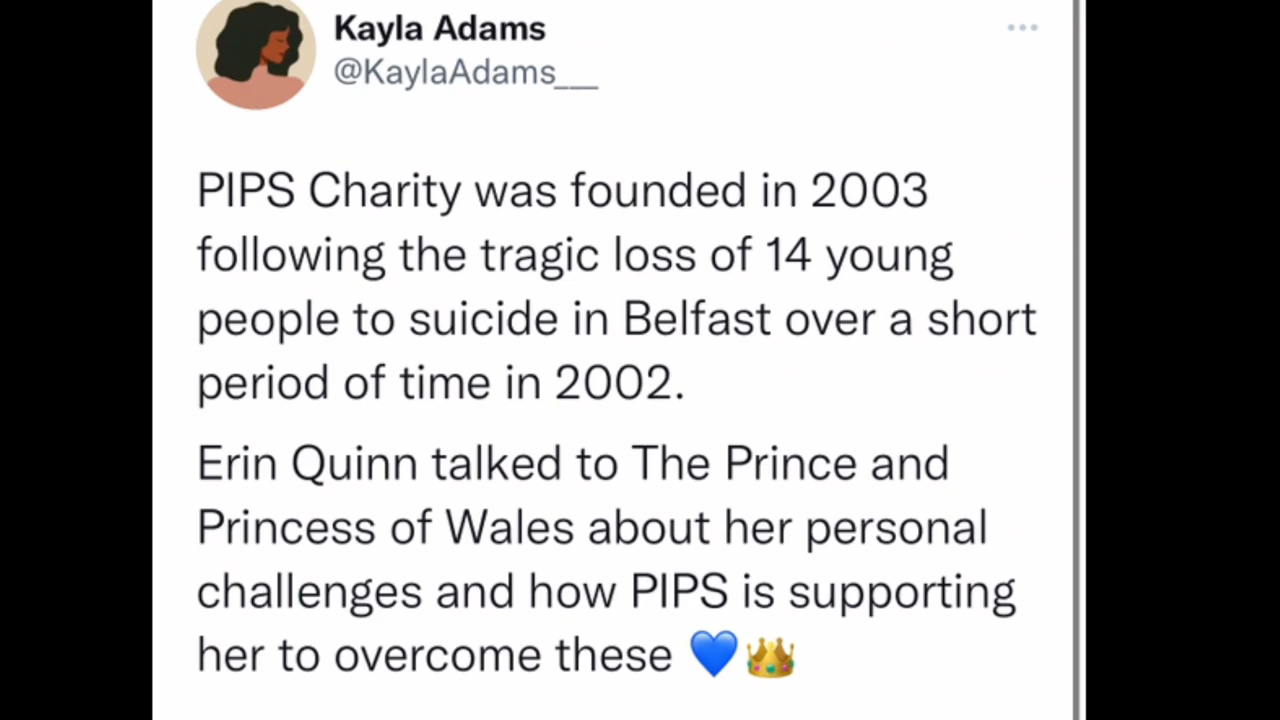 Kayla Adams
@KaylaAdams___
PIPS Charity was founded in 2003
following the tragic loss of 14 young
people to suicide in Belfast over a short
period of time in 2002.
Erin Quinn talked to The Prince and
Princess of Wales about her personal
challenges and how PIPS is supporting
her to overcome these 💙👑